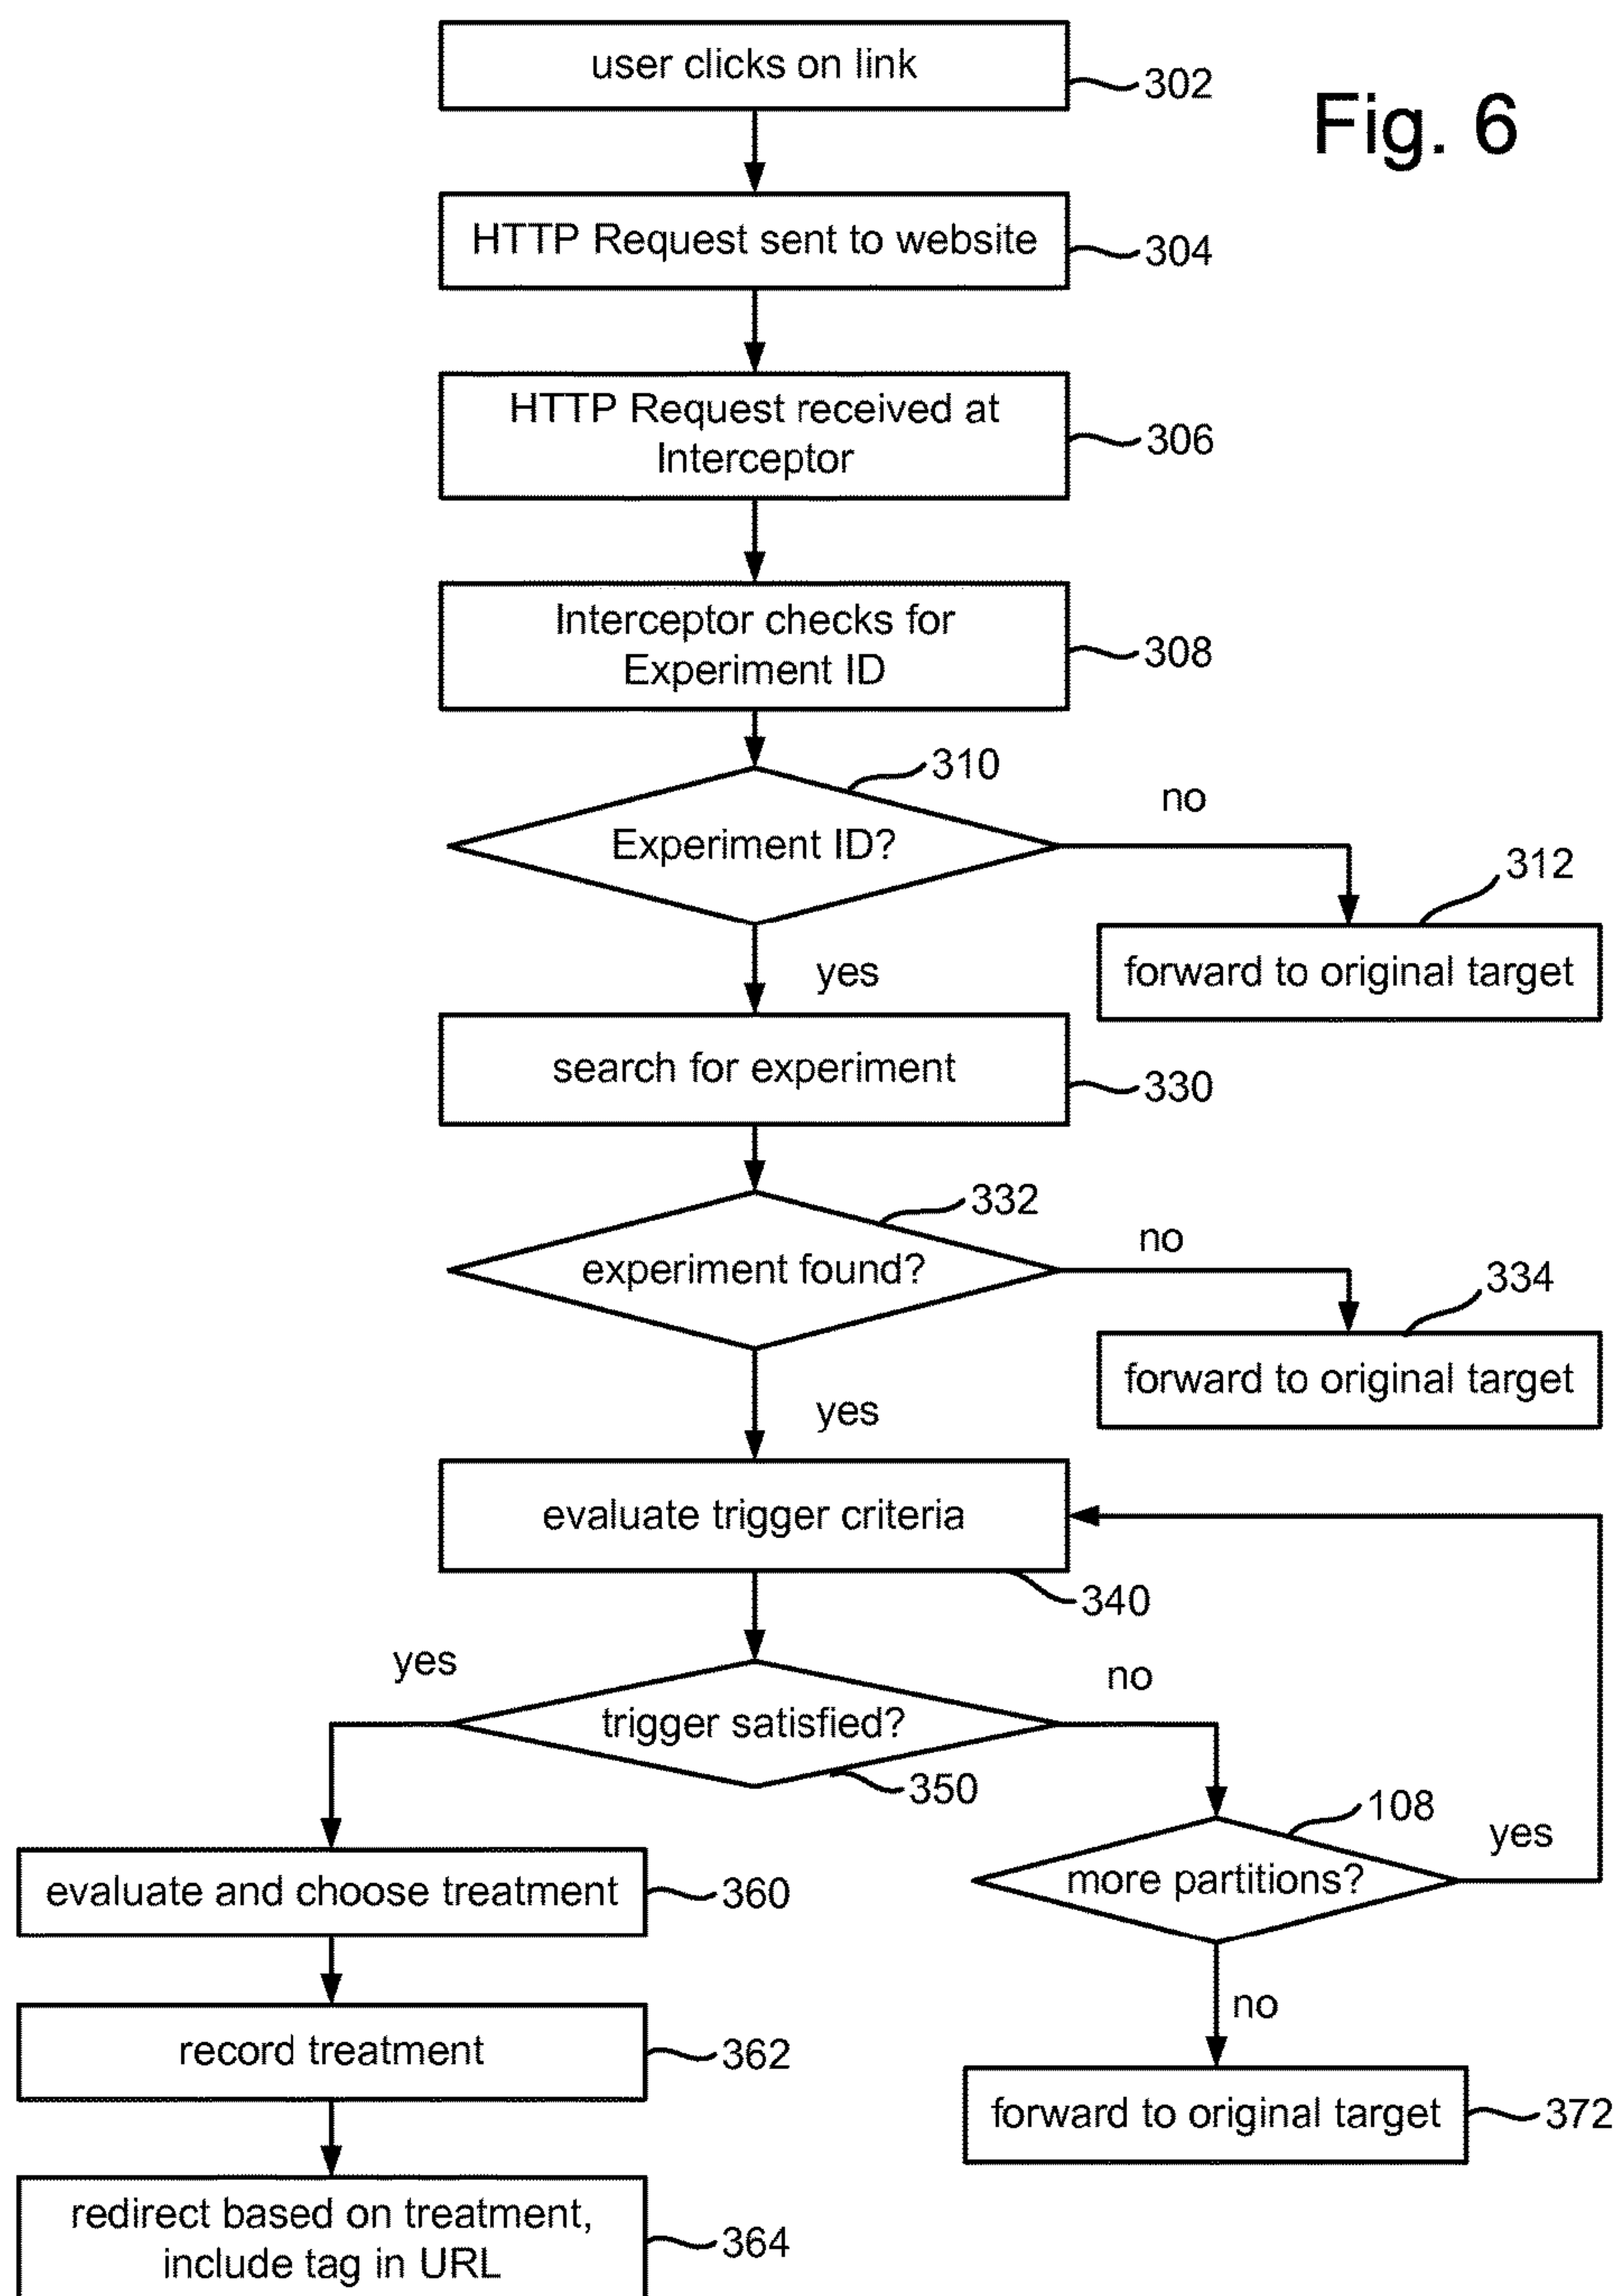 user clicks on link
302
Fig. 6
HTTP Request sent to website
304
HTTP Request received at
Interceptor
306
Interceptor checks for
Experiment ID
308
310
Experiment ID?
no
312
yes
forward to original target
search for experiment
330
332
experiment found?
no
334
yes
forward to original target
evaluate trigger criteria
340
yes
no
trigger satisfied?
350
108
yes
more partitions?
evaluate and choose treatment
360
no
record treatment
362
forward to original target
372
redirect based on treatment,
include tag in URL
364